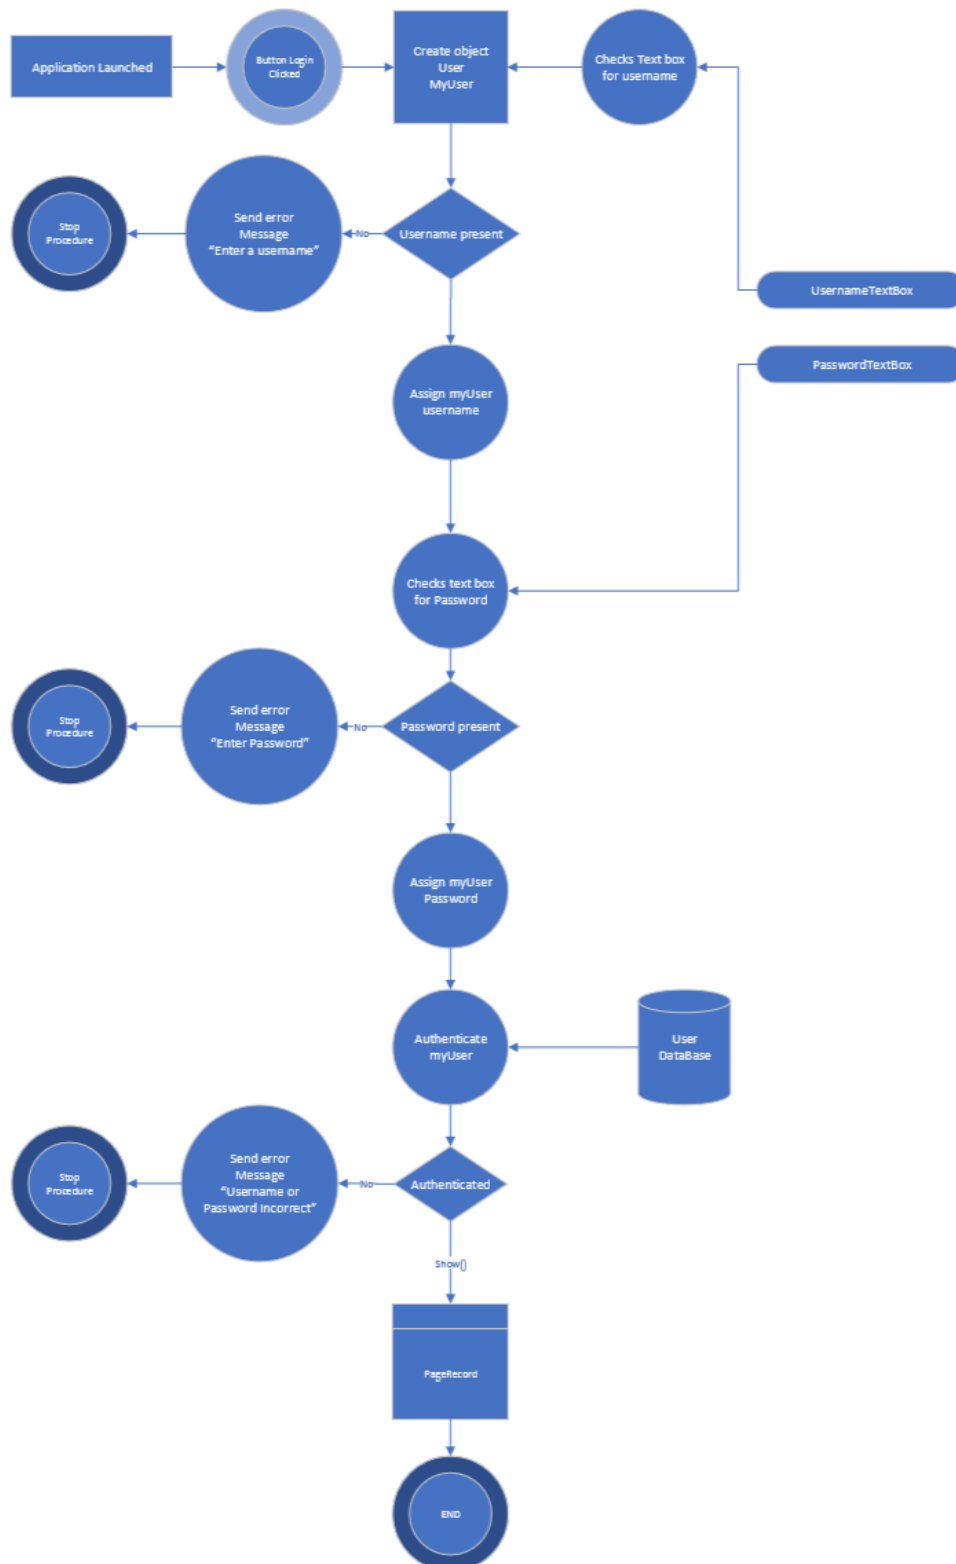 Application Launched
Button Login
Clicked
Create object
User
MyUser
Checks Text box
for username
Stop
Procedure
Send error
Message
“Enter a username”
No
Username present
UsernameTextBox
PasswordTextBox
Assign myUser
username
Checks text box
for Password
Stop
Procedure
Send error
Message
“Enter Password”
No
Password present
Assign myUser
Password
Authenticate
myUser
User
DataBase
Stop
Procedure
Send error
Message
“Username or
Password Incorrect”
No
Authenticated
Show()
PageRecord
END